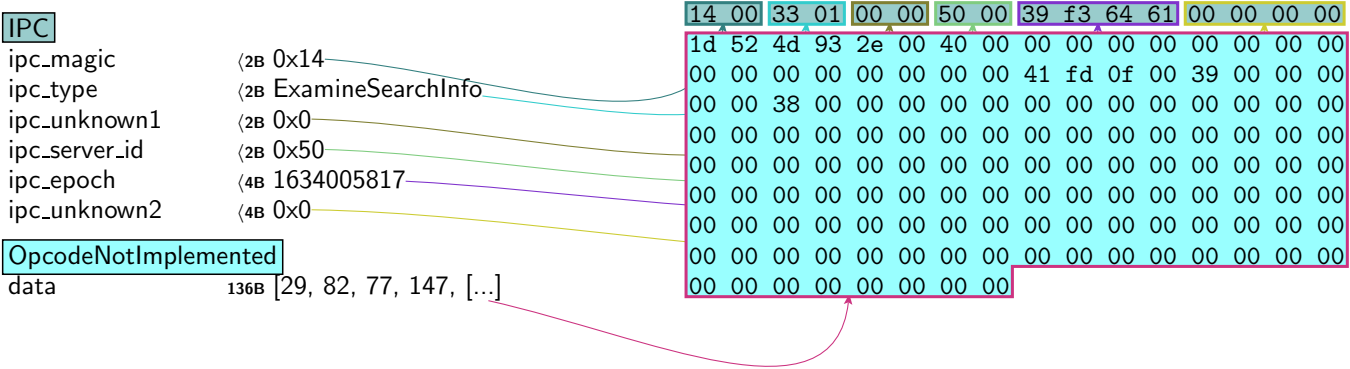 IPC
ipc_magic ⟨2B 0x14
ipc_type ⟨2B ExamineSearchInfo
ipc_unknown1 ⟨2B 0x0
ipc_server_id ⟨2B 0x50
ipc_epoch ⟨4B 1634005817
ipc_unknown2 ⟨4B 0x0
OpcodeNotImplemented
data 136B [29, 82, 77, 147, [...]
14 00 33 01 00 00 50 00 39 f3 64 61 00 00 00 00
1d 52 4d 93 2e 00 40 00 00 00 00 00 00 00 00 00
00 00 00 00 00 00 00 00 41 fd 0f 00 39 00 00 00
00 00 38 00 00 00 00 00 00 00 00 00 00 00 00 00
00 00 00 00 00 00 00 00 00 00 00 00 00 00 00 00
00 00 00 00 00 00 00 00 00 00 00 00 00 00 00 00
00 00 00 00 00 00 00 00 00 00 00 00 00 00 00 00
00 00 00 00 00 00 00 00 00 00 00 00 00 00 00 00
00 00 00 00 00 00 00 00 00 00 00 00 00 00 00 00
00 00 00 00 00 00 00 00